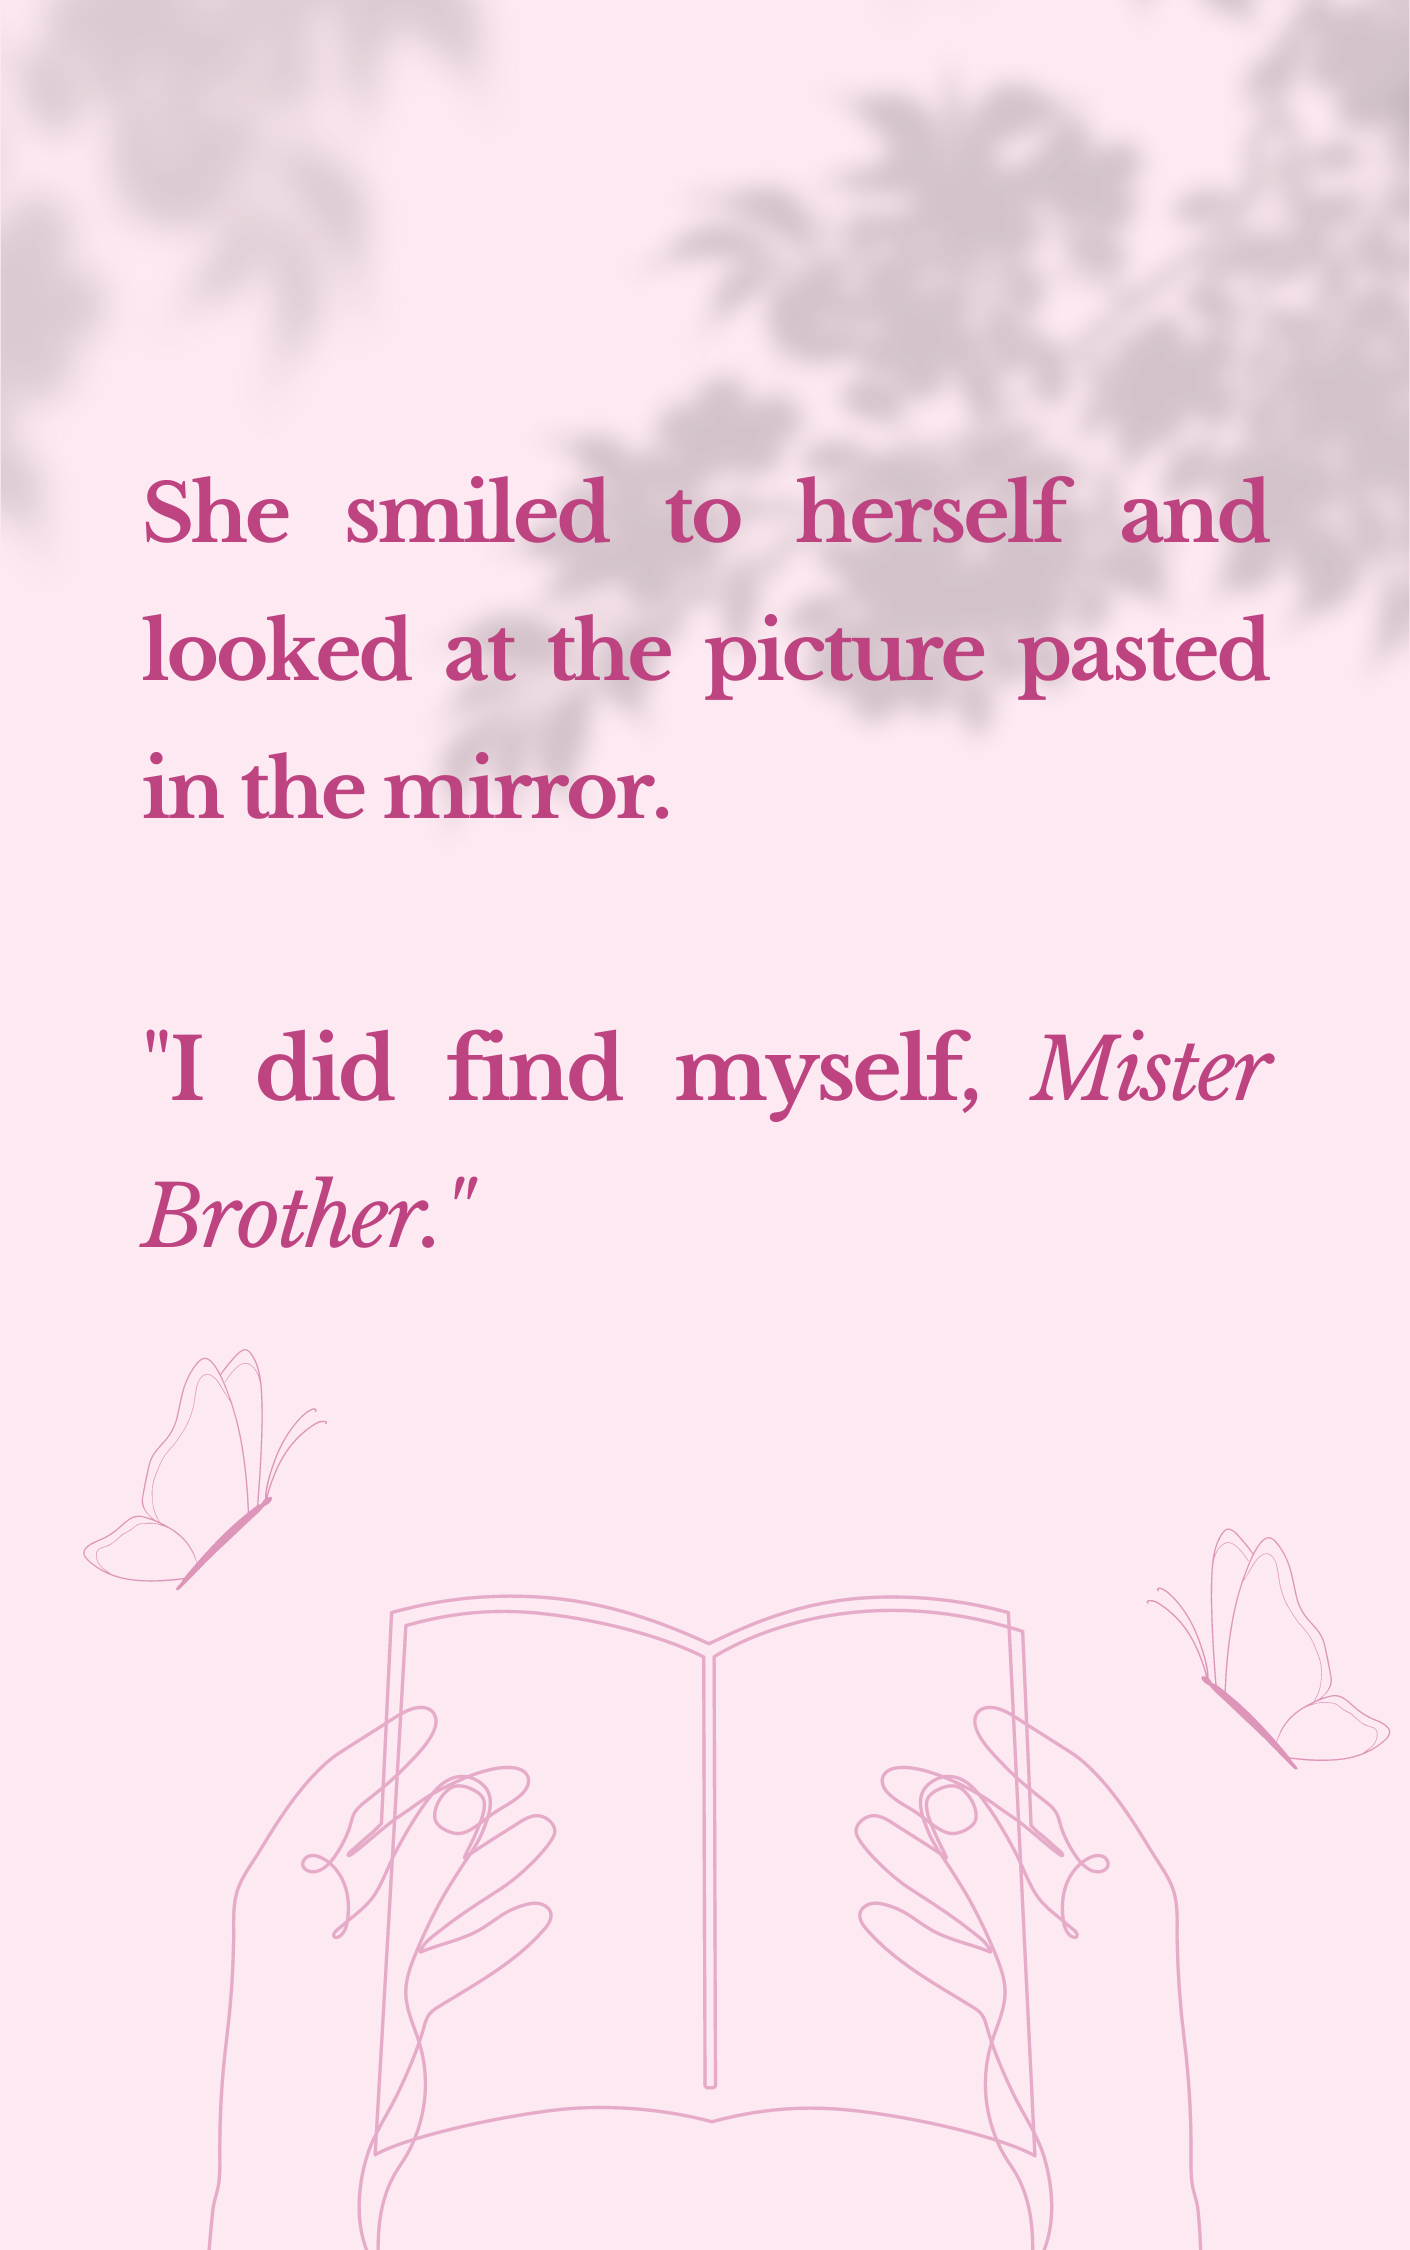 She smiled to herself and
looked at the picture pasted
in the mirror.
"I did find myself, Mister
Brother."